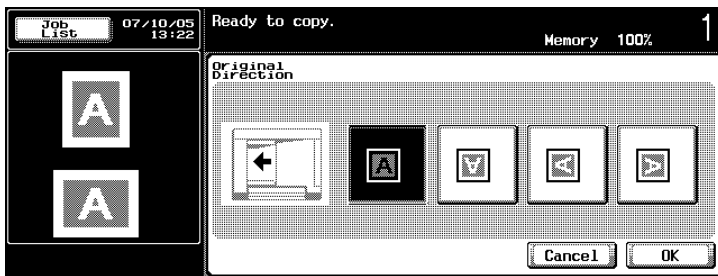 Job
List
07/10/05
13:22
Ready to copy.
Memory 100%
1
Original
Direction
A
A
A A A A
Cancel OK